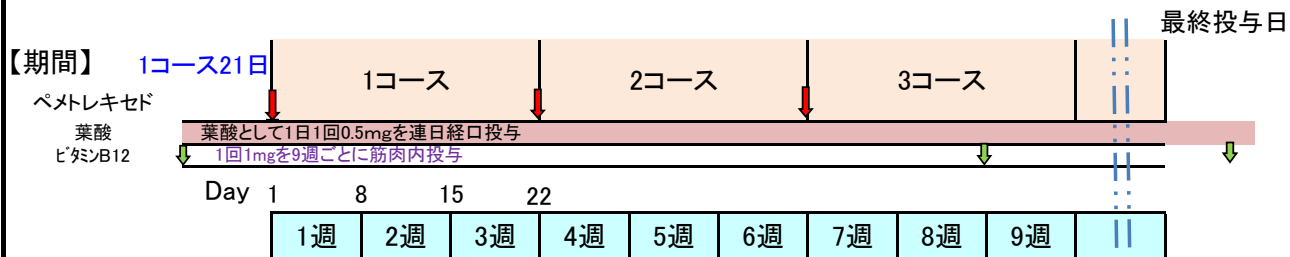 最終投与日
【期間】 1コース21日 1コース 2コース 3コース
ペメトレキセド
葉酸 葉酸として1日1回0.5mgを連日経口投与
ビタミンB12 1回1mgを9週ごとに筋肉内投与
Day 1 8 15 22
1週 2週 3週 4週 5週 6週 7週 8週 9週